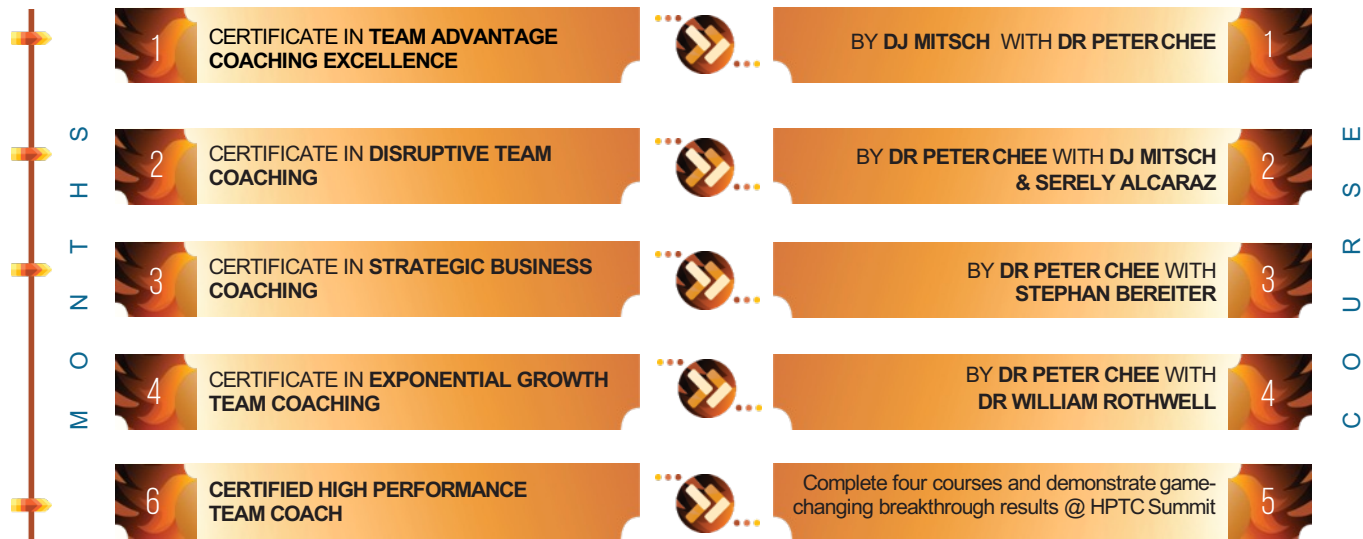 1
CERTIFICATE IN TEAM ADVANTAGE
COACHING EXCELLENCE
BY DJ MITSCH WITH DR PETER CHEE
1
2
CERTIFICATE IN DISRUPTIVE TEAM
COACHING
BY DR PETER CHEE WITH DJ MITSCH
& SERELY ALCARAZ
2
3
CERTIFICATE IN STRATEGIC BUSINESS
COACHING
BY DR PETER CHEE WITH
STEPHAN BEREITER
3
4
CERTIFICATE IN EXPONENTIAL GROWTH
TEAM COACHING
BY DR PETER CHEE WITH
DR WILLIAM ROTHWELL
4
6
CERTIFIED HIGH PERFORMANCE
TEAM COACH
Complete four courses and demonstrate game-
changing breakthrough results @ HPTC Summit
5
MONTHS
COURSE